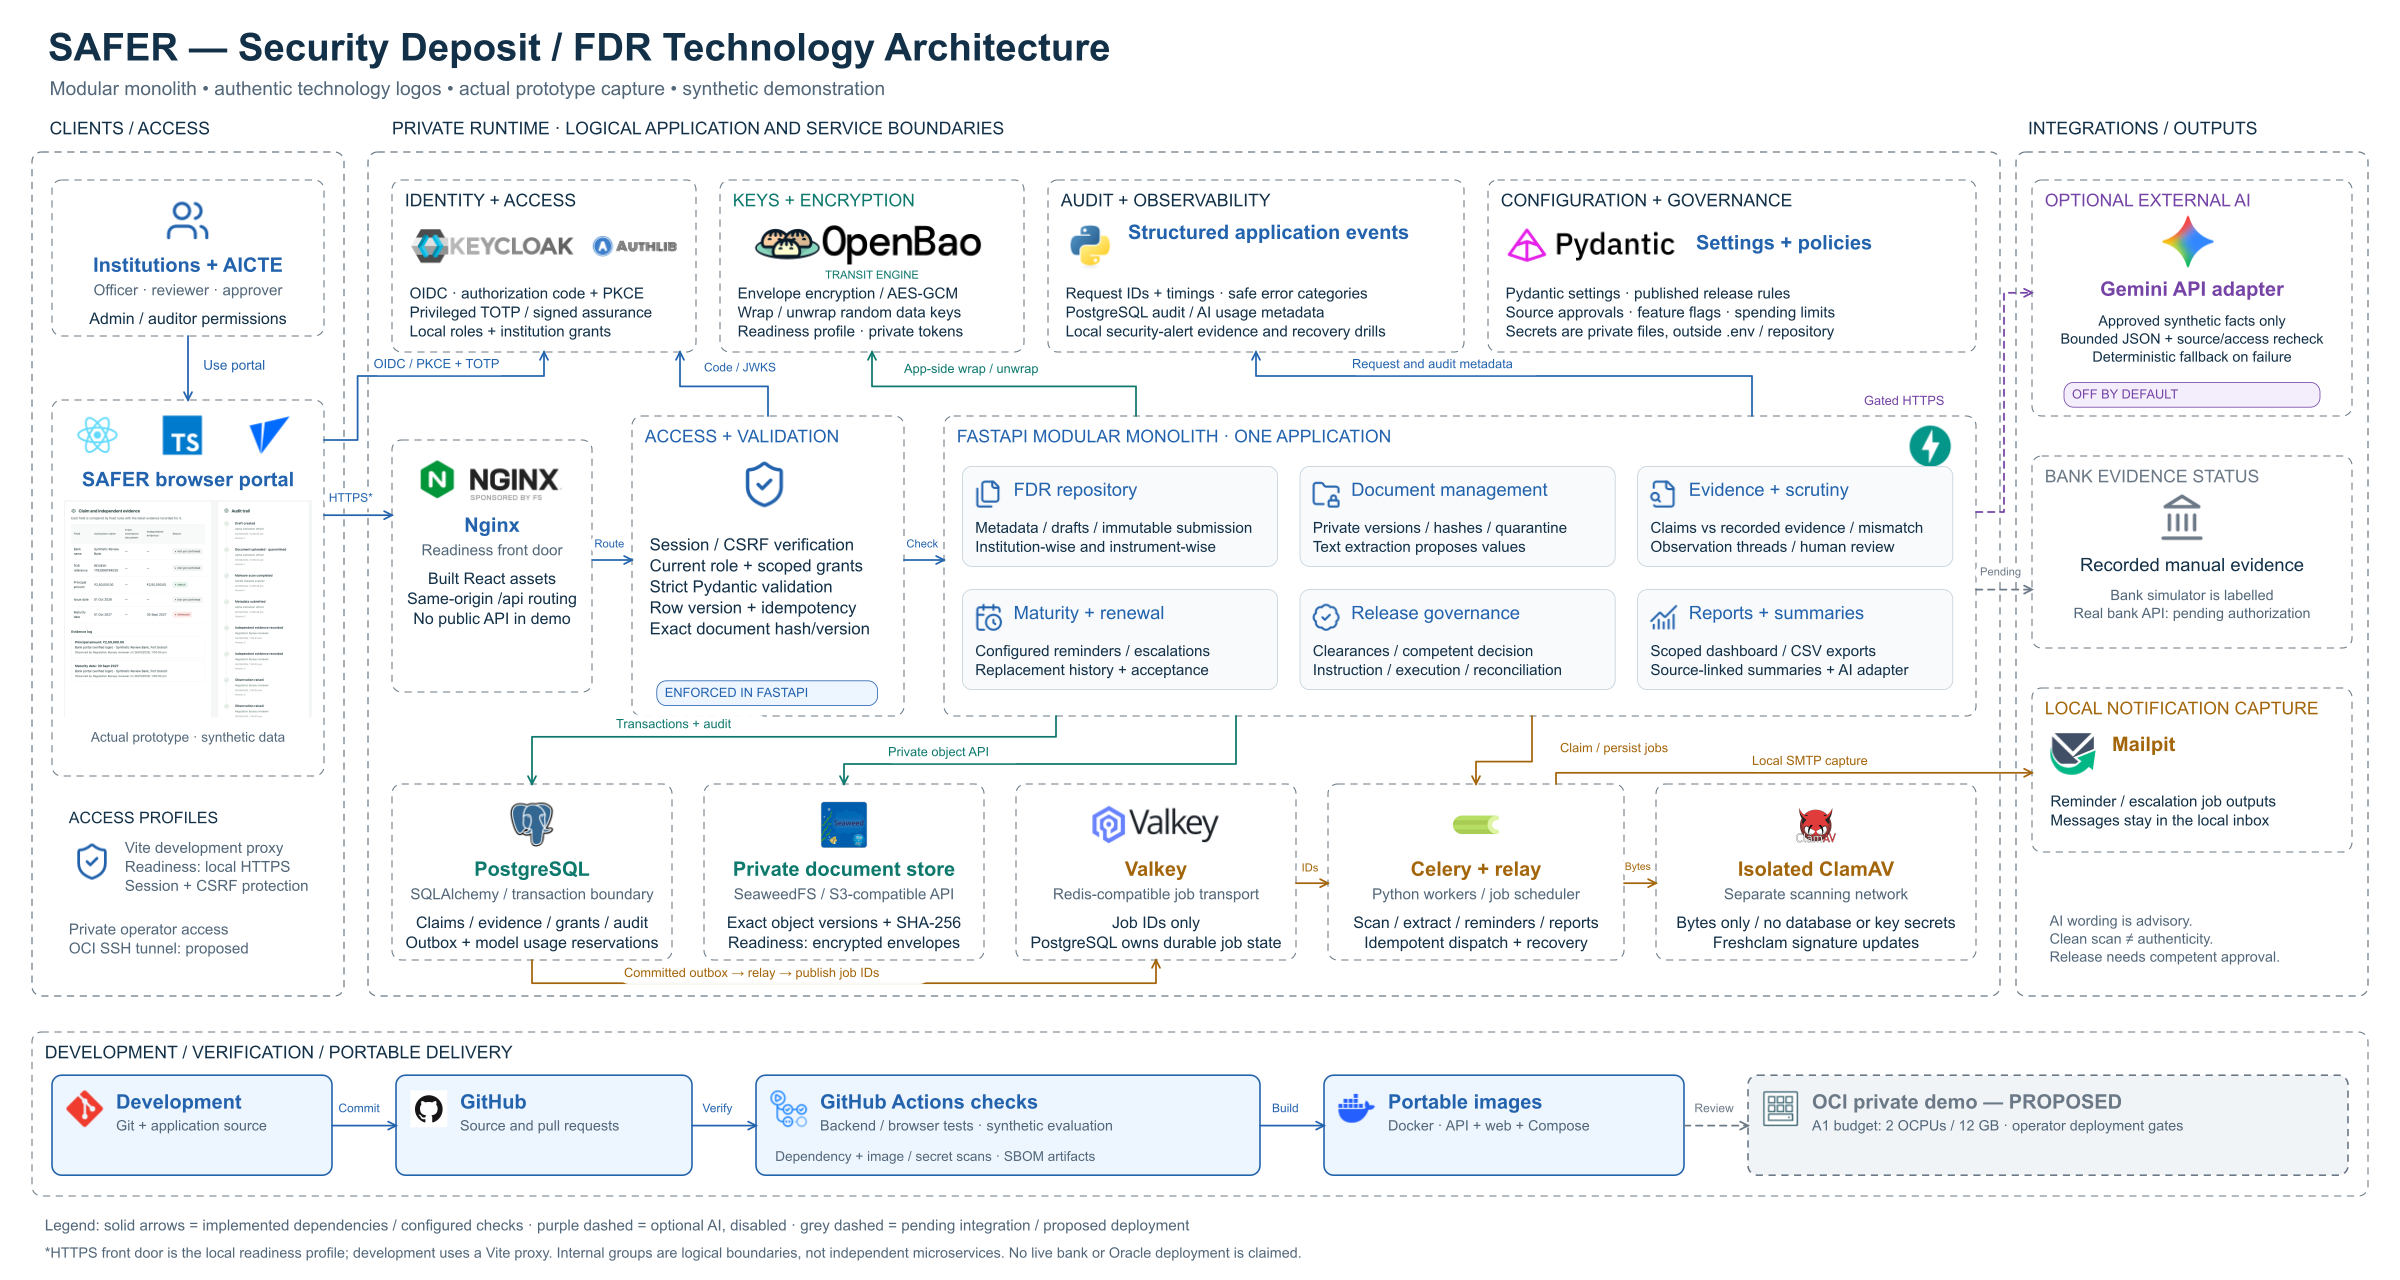 SAFER — Security Deposit / FDR Technology Architecture
Modular monolith • authentic technology logos • actual prototype capture • synthetic demonstration
CLIENTS / ACCESS
Institutions + AICTE
Officer · reviewer · approver
Admin / auditor permissions
Use portal
TS
SAFER browser portal
Claim and independent evidence
Audit trail
Actual prototype · synthetic data
HTTPS*
OIDC / PKCE + TOTP
ACCESS PROFILES
Vite development proxy
Readiness: local HTTPS
Session + CSRF protection
Private operator access
OCI SSH tunnel: proposed
PRIVATE RUNTIME · LOGICAL APPLICATION AND SERVICE BOUNDARIES
IDENTITY + ACCESS
KEYCLOAK
AUTHLIB
OIDC · authorization code + PKCE
Privileged TOTP / signed assurance
Local roles + institution grants
KEYS + ENCRYPTION
OpenBao
TRANSIT ENGINE
Envelope encryption / AES-GCM
Wrap / unwrap random data keys
Readiness profile · private tokens
AUDIT + OBSERVABILITY
Structured application events
Request IDs + timings · safe error categories
PostgreSQL audit / AI usage metadata
Local security-alert evidence and recovery drills
CONFIGURATION + GOVERNANCE
Pydantic
Settings + policies
Pydantic settings · published release rules
Source approvals · feature flags · spending limits
Secrets are private files, outside .env / repository
Code / JWKS
App-side wrap / unwrap
Request and audit metadata
Gated HTTPS
NGINX
SPONSORED BY F5
Nginx
Readiness front door
Built React assets
Same-origin /api routing
No public API in demo
Route
ACCESS + VALIDATION
Session / CSRF verification
Current role + scoped grants
Strict Pydantic validation
Row version + idempotency
Exact document hash/version
ENFORCED IN FASTAPI
Check
FASTAPI MODULAR MONOLITH · ONE APPLICATION
FDR repository
Metadata / drafts / immutable submission
Institution-wise and instrument-wise
Document management
Private versions / hashes / quarantine
Text extraction proposes values
Evidence + scrutiny
Claims vs recorded evidence / mismatch
Observation threads / human review
Maturity + renewal
Configured reminders / escalations
Replacement history + acceptance
Release governance
Clearances / competent decision
Instruction / execution / reconciliation
Reports + summaries
Scoped dashboard / CSV exports
Source-linked summaries + AI adapter
Pending
Transactions + audit
Private object API
Claim / persist jobs
Local SMTP capture
PostgreSQL
SQLAlchemy / transaction boundary
Claims / evidence / grants / audit
Outbox + model usage reservations
Seaweed
Private document store
SeaweedFS / S3-compatible API
Exact object versions + SHA-256
Readiness: encrypted envelopes
Valkey
Valkey
Redis-compatible job transport
Job IDs only
PostgreSQL owns durable job state
IDs
Celery + relay
Python workers / job scheduler
Scan / extract / reminders / reports
Idempotent dispatch + recovery
Bytes
ClamAV
Isolated ClamAV
Separate scanning network
Bytes only / no database or key secrets
Freshclam signature updates
Committed outbox → relay → publish job IDs
INTEGRATIONS / OUTPUTS
OPTIONAL EXTERNAL AI
Gemini API adapter
Approved synthetic facts only
Bounded JSON + source/access recheck
Deterministic fallback on failure
OFF BY DEFAULT
BANK EVIDENCE STATUS
Recorded manual evidence
Bank simulator is labelled
Real bank API: pending authorization
LOCAL NOTIFICATION CAPTURE
Mailpit
Reminder / escalation job outputs
Messages stay in the local inbox
AI wording is advisory.
Clean scan ≠ authenticity.
Release needs competent approval.
DEVELOPMENT / VERIFICATION / PORTABLE DELIVERY
Development
Git + application source
Commit
GitHub
Source and pull requests
Verify
GitHub Actions checks
Backend / browser tests · synthetic evaluation
Dependency + image / secret scans · SBOM artifacts
Build
Portable images
Docker · API + web + Compose
Review
OCI private demo — PROPOSED
A1 budget: 2 OCPUs / 12 GB · operator deployment gates
Legend: solid arrows = implemented dependencies / configured checks · purple dashed = optional AI, disabled · grey dashed = pending integration / proposed deployment
*HTTPS front door is the local readiness profile; development uses a Vite proxy. Internal groups are logical boundaries, not independent microservices. No live bank or Oracle deployment is claimed.